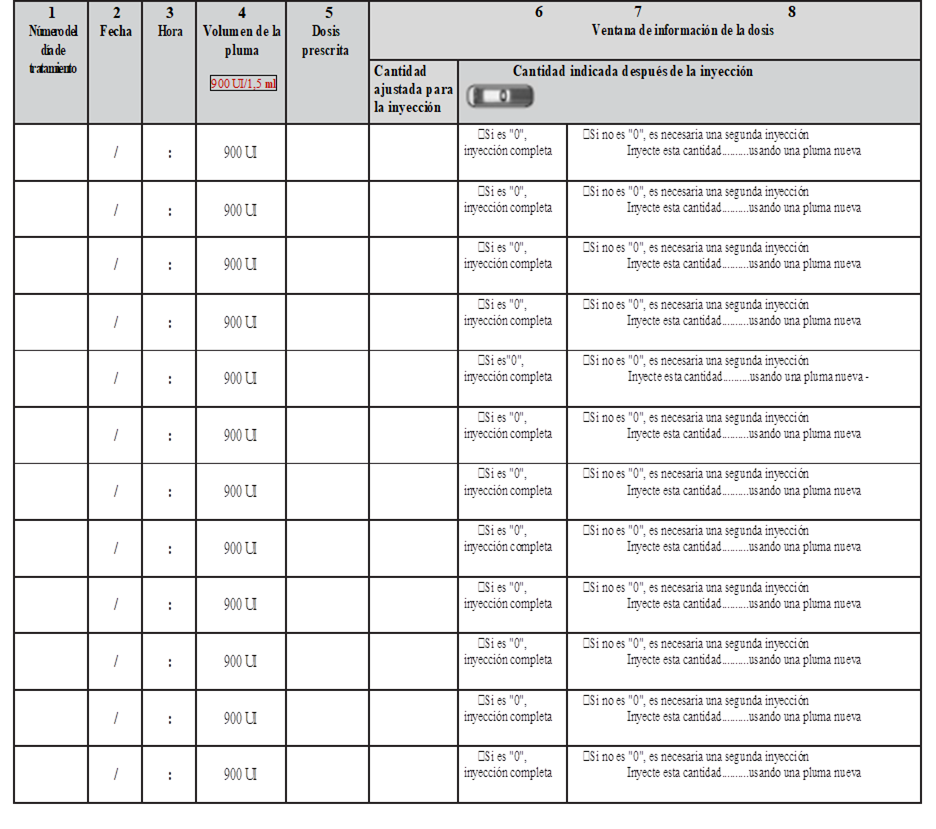 1 2 3 4 5 6 7 8
Número del día de tratamiento Fecha Hora Volumen de la pluma Dosis prescrita Ventana de información de la dosis
900 UI/1,5 ml
Cantidad ajustada para la inyección Cantidad indicada después de la inyección
0
/ : 900 UI □Si es "0", □Si no es "0", es necesaria una segunda inyección
inyección completa Inyecte esta cantidad..........usando una pluma nueva
/ : 900 UI □Si es "0", □Si no es "0", es necesaria una segunda inyección
inyección completa Inyecte esta cantidad..........usando una pluma nueva
/ : 900 UI □Si es "0", □Si no es "0", es necesaria una segunda inyección
inyección completa Inyecte esta cantidad..........usando una pluma nueva
/ : 900 UI □Si es "0", □Si no es "0", es necesaria una segunda inyección
inyección completa Inyecte esta cantidad..........usando una pluma nueva
/ : 900 UI □Si es"0", □Si no es "0", es necesaria una segunda inyección
inyección completa Inyecte esta cantidad..........usando una pluma nueva -
/ : 900 UI □Si es "0", □Si no es "0", es necesaria una segunda inyección
inyección completa Inyecte esta cantidad..........usando una pluma nueva
/ : 900 UI □Si es "0", □Si no es "0", es necesaria una segunda inyección
inyección completa Inyecte esta cantidad..........usando una pluma nueva
/ : 900 UI □Si es "0", □Si no es "0", es necesaria una segunda inyección
inyección completa Inyecte esta cantidad..........usando una pluma nueva
/ : 900 UI □Si es "0", □Si no es "0", es necesaria una segunda inyección
inyección completa Inyecte esta cantidad..........usando una pluma nueva
/ : 900 UI □Si es "0", □Si no es "0", es necesaria una segunda inyección
inyección completa Inyecte esta cantidad..........usando una pluma nueva
/ : 900 UI □Si es "0", □Si no es "0", es necesaria una segunda inyección
inyección completa Inyecte esta cantidad..........usando una pluma nueva
/ : 900 UI □Si es "0", □Si no es "0", es necesaria una segunda inyección
inyección completa Inyecte esta cantidad..........usando una pluma nueva